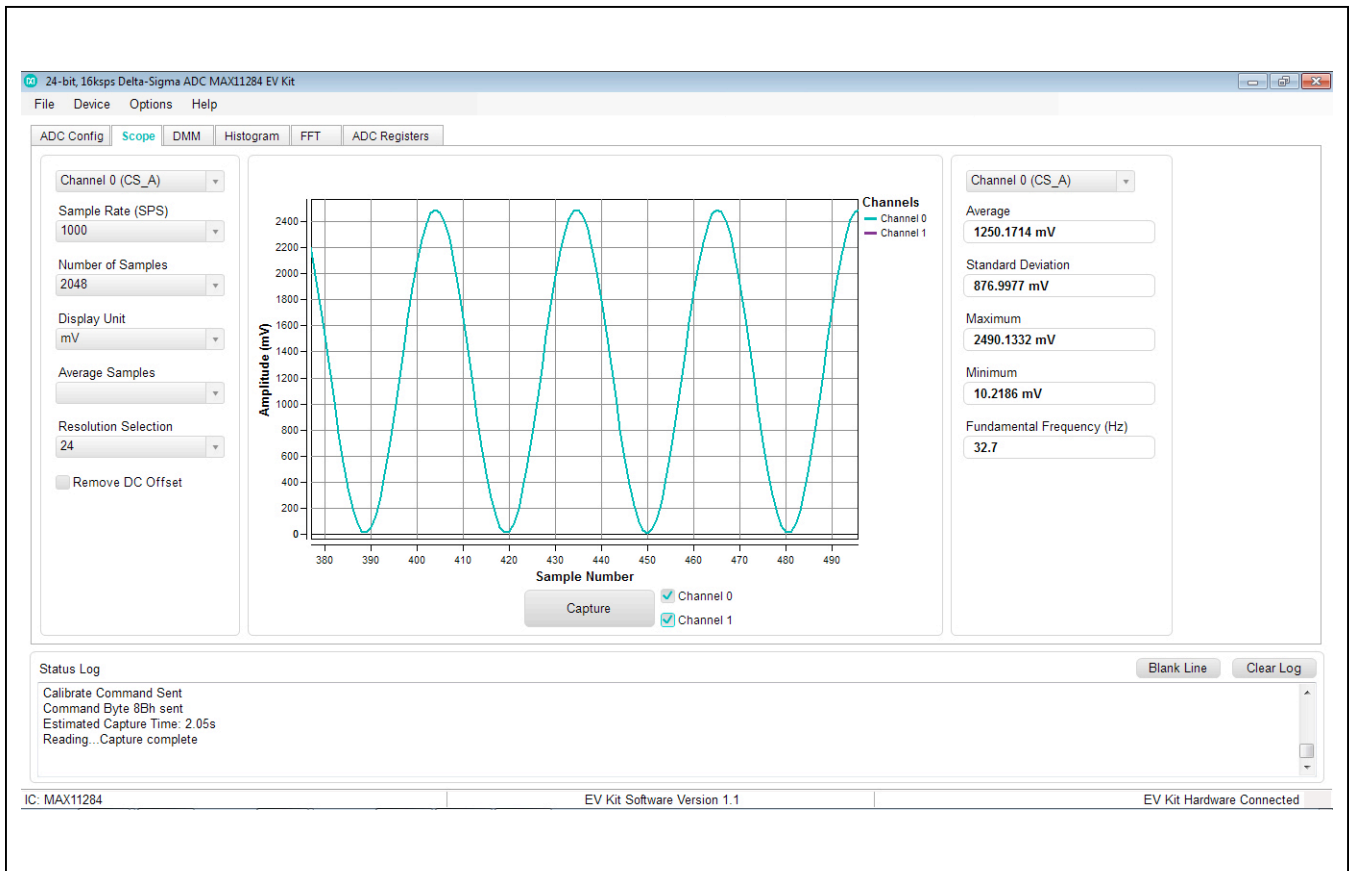 24-bit, 16ksps Delta-Sigma ADC MAX11284 EV Kit
File Device Options Help
ADC Config Scope DMM Histogram FFT ADC Registers
Channel 0 (CS_A)
Sample Rate (SPS)
1000
Number of Samples
2048
Display Unit
mV
Average Samples
Resolution Selection
24
Remove DC Offset
Amplitude (mV)
2400
2200
2000
1800
1600
1400
1200
1000
800
600
400
200
0
380 390 400 410 420 430 440 450 460 470 480 490
Sample Number
Channels
Channel 0
Channel 1
Capture
Channel 0
Channel 1
Channel 0 (CS_A)
Average
1250.1714 mV
Standard Deviation
876.9977 mV
Maximum
2490.1332 mV
Minimum
10.2186 mV
Fundamental Frequency (Hz)
32.7
Status Log
Blank Line Clear Log
Calibrate Command Sent
Command Byte 8Bh sent
Estimated Capture Time: 2.05s
Reading...Capture complete
IC: MAX11284 EV Kit Software Version 1.1 EV Kit Hardware Connected